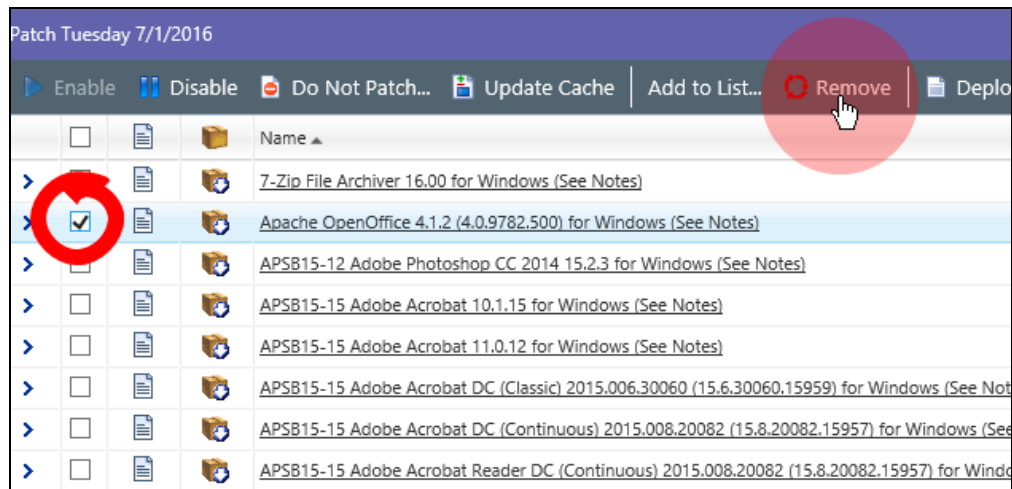 Patch Tuesday 7/1/2016
Enable Disable Do Not Patch... Update Cache Add to List... Remove Deplo
Name
7-Zip File Archiver 16.00 for Windows (See Notes)
Apache OpenOffice 4.1.2 (4.0.9782.500) for Windows (See Notes)
APSB15-12 Adobe Photoshop CC 2014 15.2.3 for Windows (See Notes)
APSB15-15 Adobe Acrobat 10.1.15 for Windows (See Notes)
APSB15-15 Adobe Acrobat 11.0.12 for Windows (See Notes)
APSB15-15 Adobe Acrobat DC (Classic) 2015.006.30060 (15.6.30060.15959) for Windows (See Not
APSB15-15 Adobe Acrobat DC (Continuous) 2015.008.20082 (15.8.20082.15957) for Windows (See
APSB15-15 Adobe Acrobat Reader DC (Continuous) 2015.008.20082 (15.8.20082.15957) for Windo